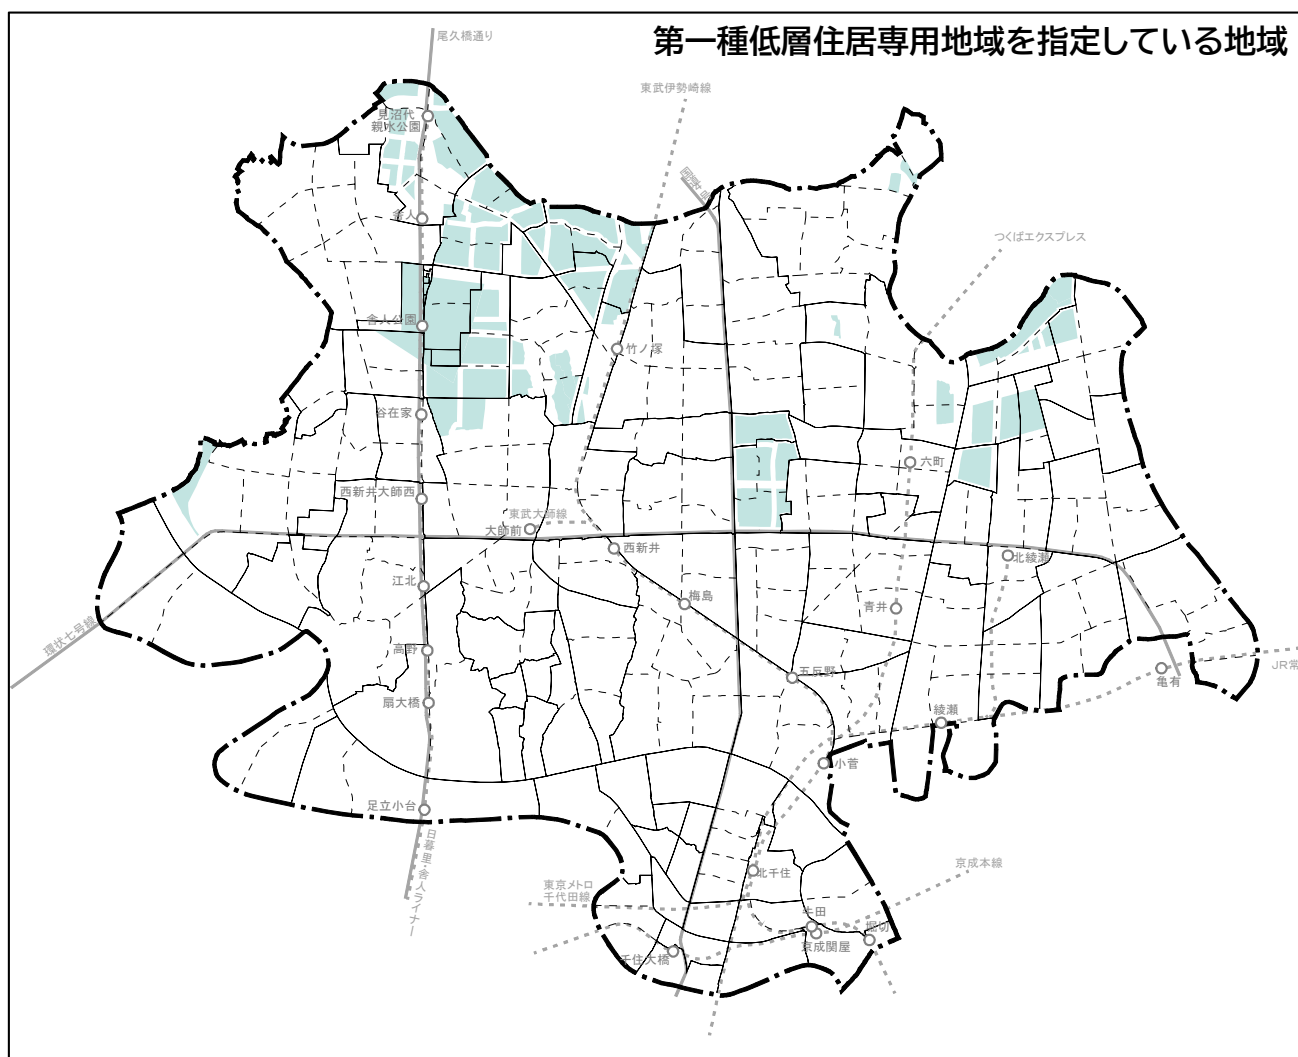 第一種低層住居専用地域を指定している地域
尾久橋通り
東武伊勢崎線
見沼代
親水公園
舎人
つくばエクスプレス
舎人公園
竹ノ塚
谷在家
六町
西新井大師西
東武大師線
大師前
西新井
北綾瀬
江北
梅島
青井
環状七号線
高野
五反野
JR常
亀有
扇大橋
綾瀬
小菅
足立小台
日暮里・舎人ライナー
京成本線
北千住
東京メトロ
千代田線
牛田
堀切
京成関屋
千住大橋